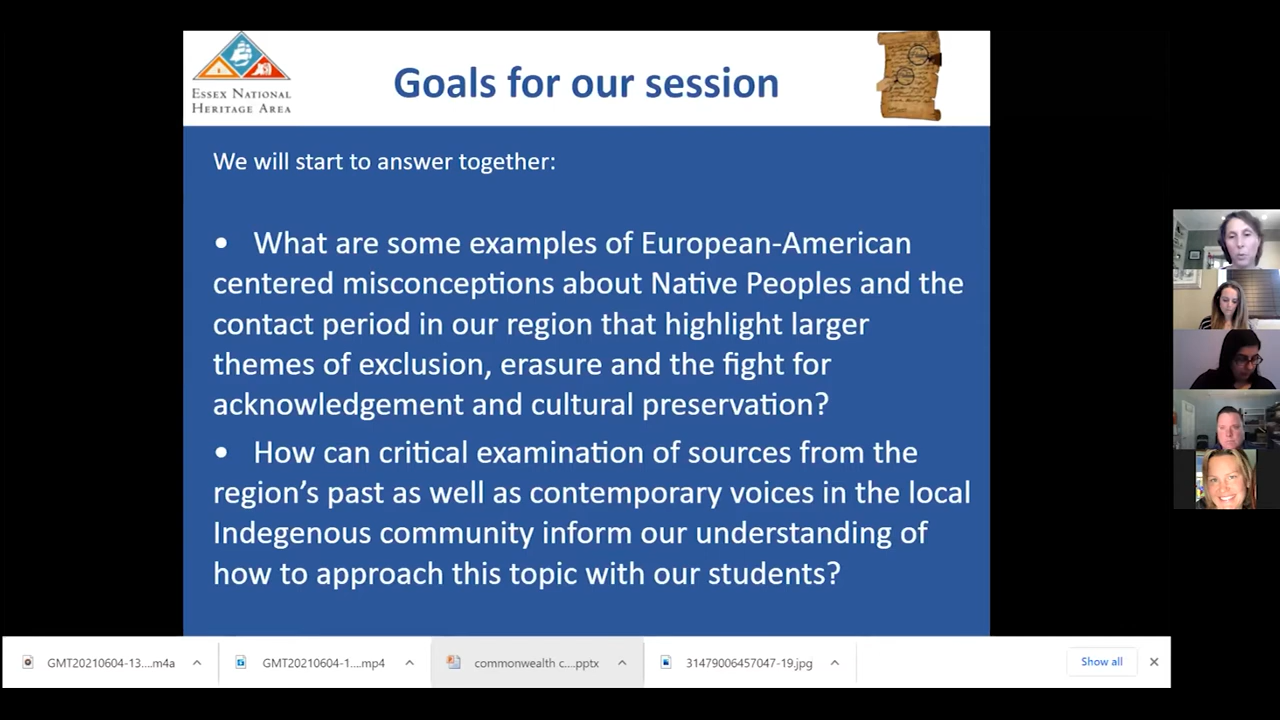 ESSEX NATIONAL
HERITAGE AREA
Goals for our session
We will start to answer together:
• What are some examples of European-American
centered misconceptions about Native Peoples and the
contact period in our region that highlight larger
themes of exclusion, erasure and the fight for
acknowledgement and cultural preservation?
• How can critical examination of sources from the
region's past as well as contemporary voices in the local
Indegenous community inform our understanding of
how to approach this topic with our students?
GMT20210604-13....m4a
GMT20210604-1....mp4
commonwealth c....pptx
31479006457047-19.jpg
Show all